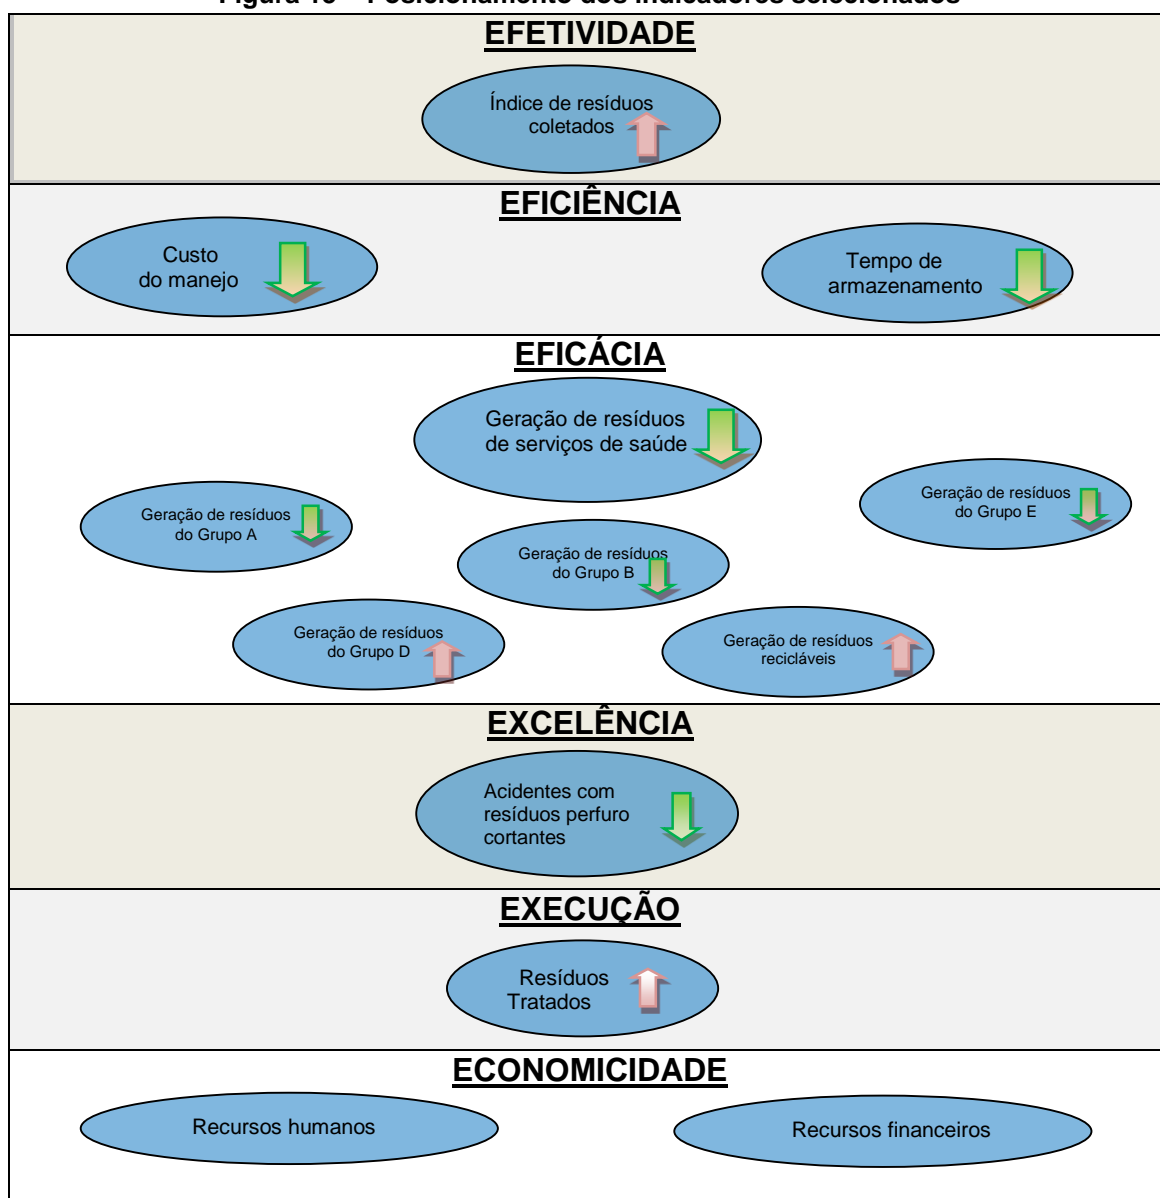 EFETIVIDADE
Índice de resíduos
coletados
EFICIÊNCIA
Custo
do manejo
Tempo de
armazenamento
EFICÁCIA
Geração de resíduos
de serviços de saúde
Geração de resíduos
do Grupo A
Geração de resíduos
do Grupo E
Geração de resíduos
do Grupo B
Geração de resíduos
do Grupo D
Geração de resíduos
recicláveis
EXCELÊNCIA
Acidentes com
resíduos perfuro
cortantes
EXECUÇÃO
Resíduos
Tratados
ECONOMICIDADE
Recursos humanos
Recursos financeiros